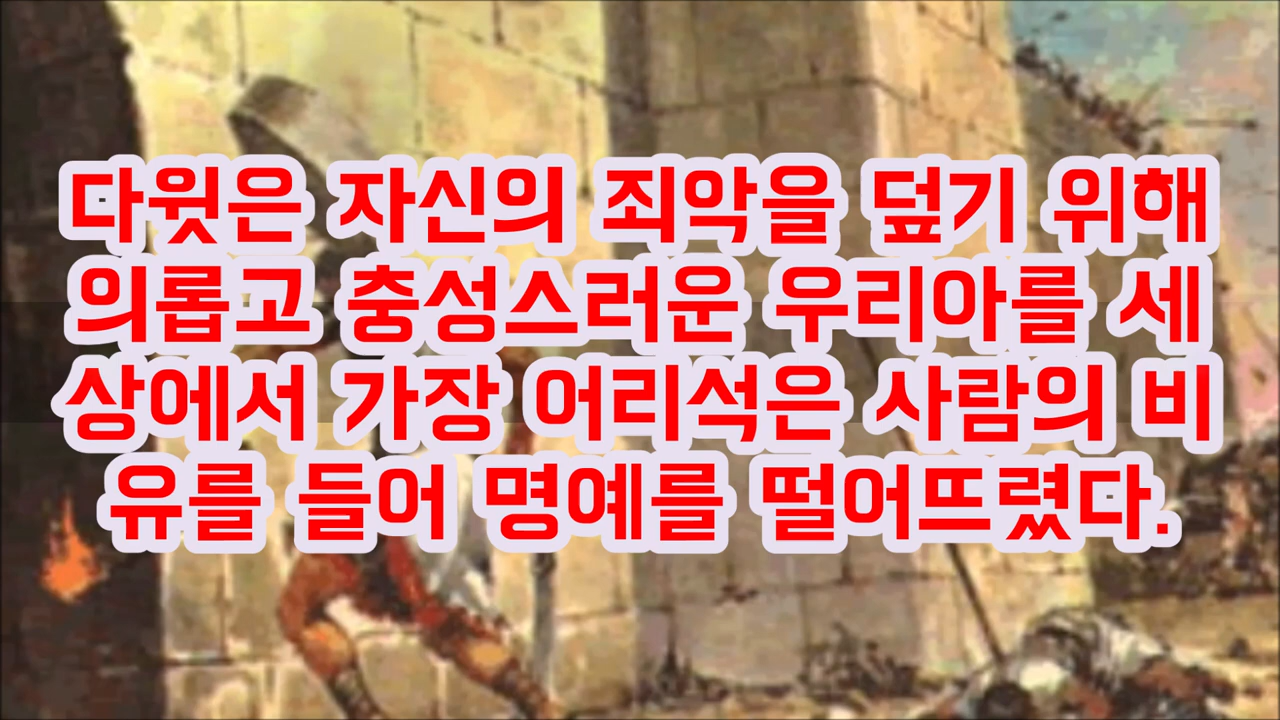 다윗은 자신의 죄악을 덮기 위해
의롭고 충성스러운 우리아를 세
상에서 가장 어리석은 사람의 비
유를 들어 명예를 떨어뜨렸다.